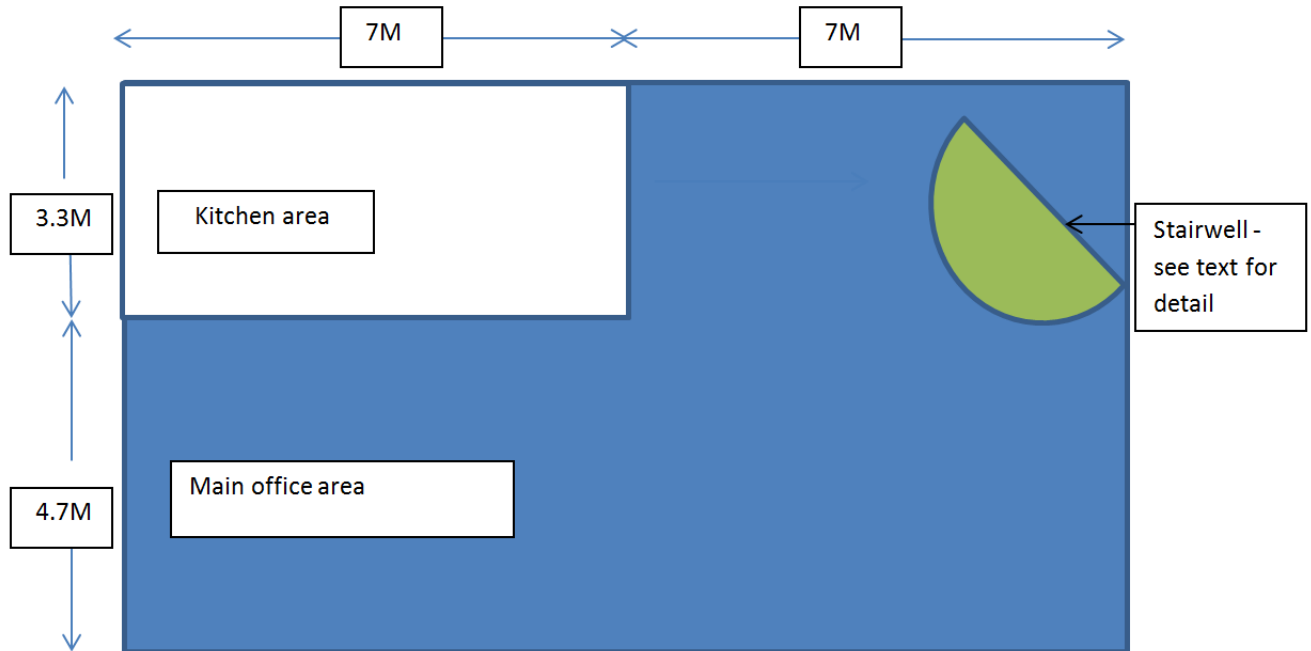 7M
7M
3.3M
Kitchen area
Stairwell -
see text for
detail
4.7M
Main office area